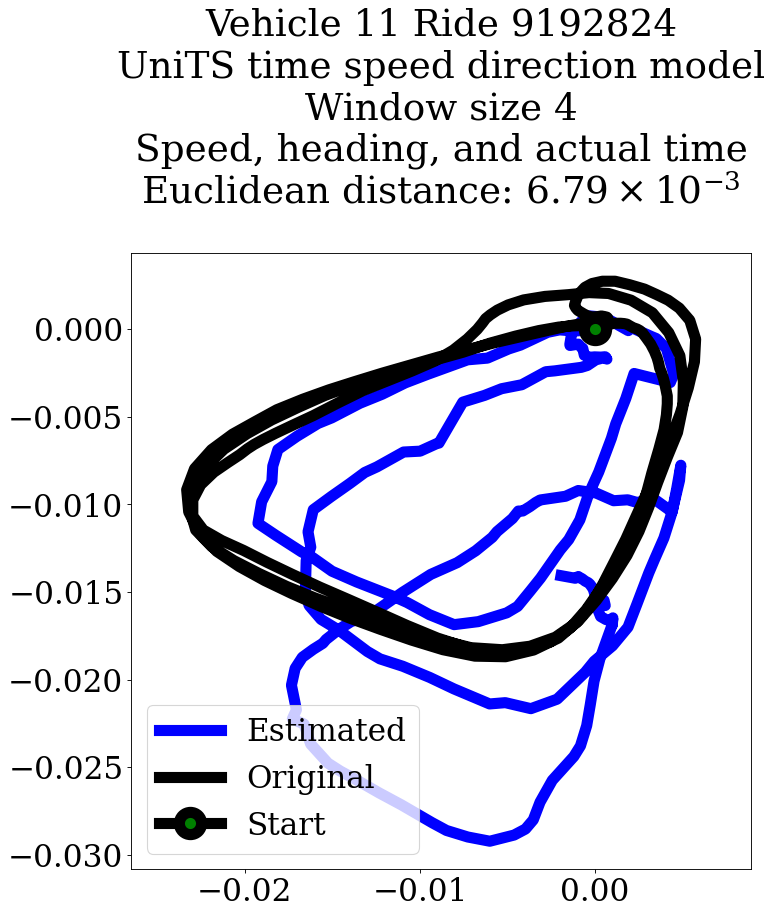 Vehicle 11 Ride 9192824
UniTS time speed direction model
Window size 4
Speed, heading, and actual time
Euclidean distance: 6.79 × 10⁻³
0.000
−0.005
−0.010
−0.015
−0.020
−0.025
−0.030
Estimated
Original
Start
−0.02
−0.01
0.00